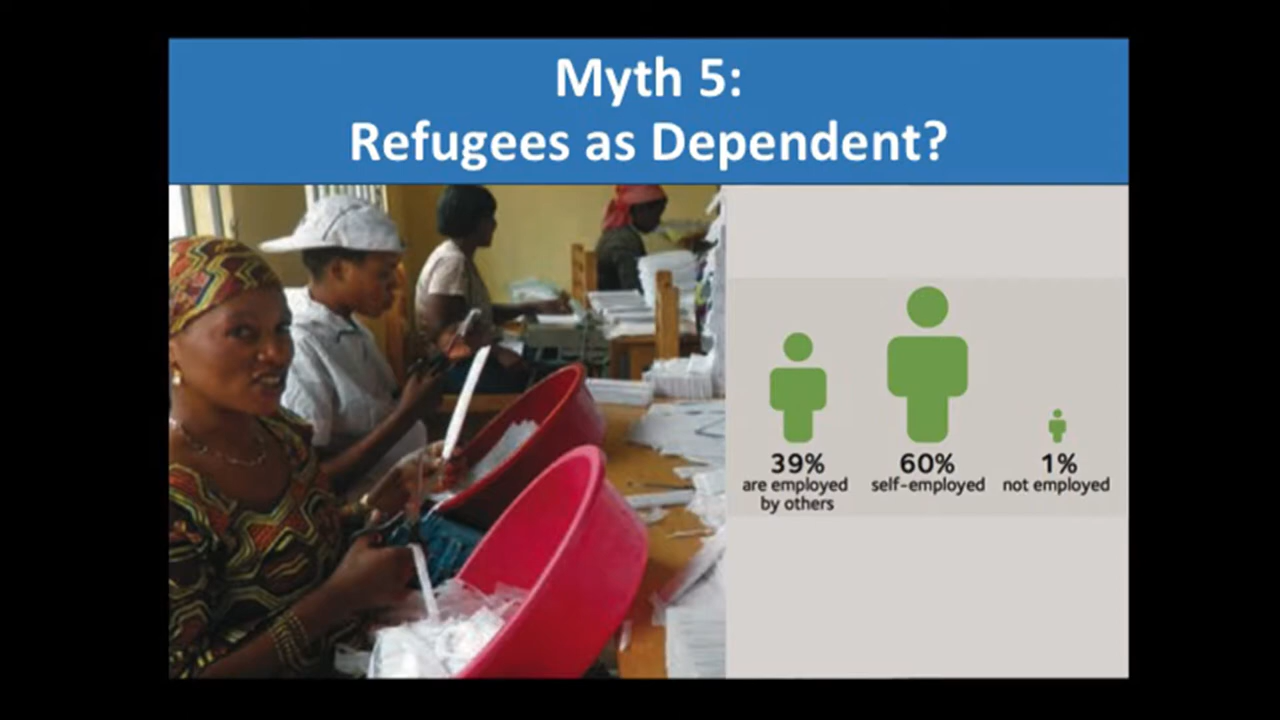 Myth 5:
Refugees as Dependent?
39%
are employed
by others
60%
self-employed
1%
not employed